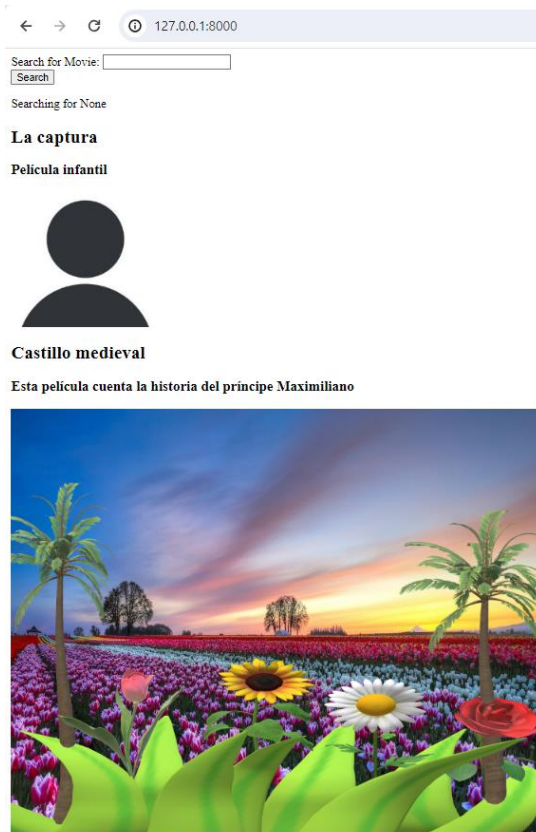 127.0.0.1:8000
Search for Movie:
Search
Searching for None
La captura
Película infantil
Castillo medieval
Esta película cuenta la historia del príncipe Maximiliano